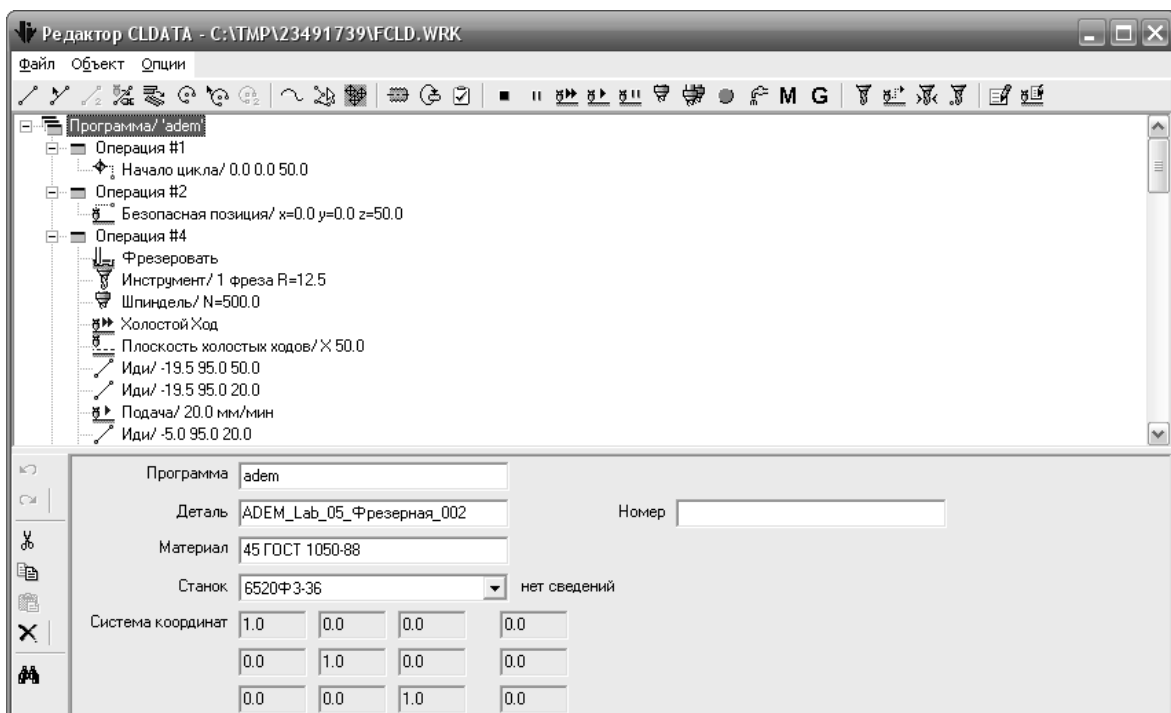 Редактор CLDATA - C:\TMP\23491739\FCLD.WRK
Файл Объект Опции
M G
Программа/ 'adem'
Операция #1
Начало цикла/ 0.0 0.0 50.0
Операция #2
Безопасная позиция/ x=0.0 y=0.0 z=50.0
Операция #4
Фрезеровать
Инструмент/ 1 фреза R=12.5
Шпиндель/ N=500.0
Холостой Ход
Плоскость холостых ходов/ X 50.0
Иди/ -19.5 95.0 50.0
Иди/ -19.5 95.0 20.0
Подача/ 20.0 мм/мин
Иди/ -5.0 95.0 20.0
Программа adem
Деталь ADEM_Lab_05_Фрезерная_002 Номер
Материал 45 ГОСТ 1050-88
Станок 6520Ф3-36 нет сведений
Система координат 1.0 0.0 0.0 0.0
0.0 1.0 0.0 0.0
0.0 0.0 1.0 0.0